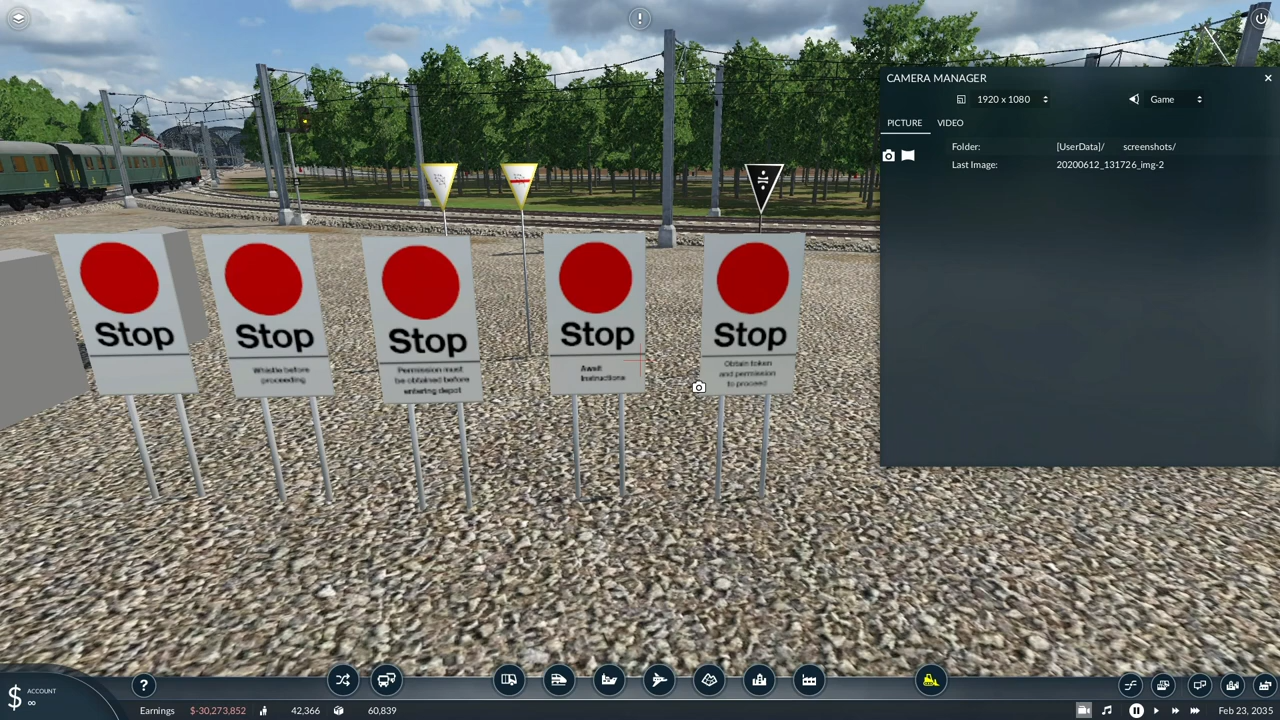 CAMERA MANAGER
1920 x 1080
Game
PICTURE VIDEO
Folder: [UserData]/ screenshots/
Last Image: 20200612_131726_img-2
Stop
Stop
Whistle before
proceeding
Stop
Permission must
be obtained before
entering depot
Stop
Await
Instructions
Stop
Obtain token
and permission
to proceed
$ ACCOUNT
∞
?
Earnings $-30,273,852 42,366 60,839
Feb 23, 2035